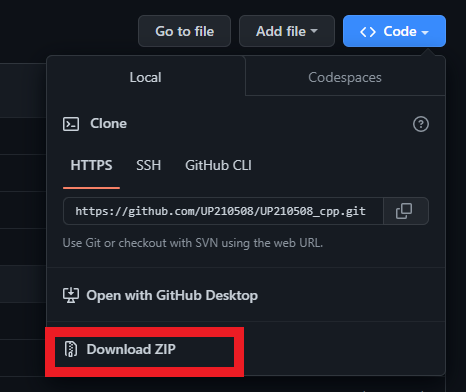 Go to file
Add file
Code
Local
Codespaces
Clone
HTTPS
SSH
GitHub CLI
https://github.com/UP210508/UP210508_cpp.git
Use Git or checkout with SVN using the web URL.
Open with GitHub Desktop
Download ZIP